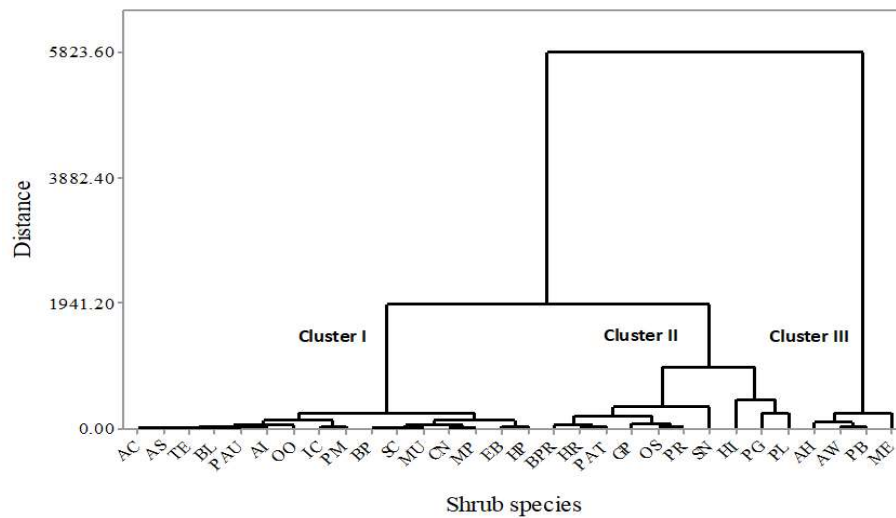 5823.60
3882.40
Distance
1941.20
Cluster I
Cluster II
Cluster III
0.00
AC AS TE BL PAU AI OO IC PM BP SC MU CN MP EB HP BPR HR PAT GP OS PR SN HI PG PL AH AW PB ME
Shrub species